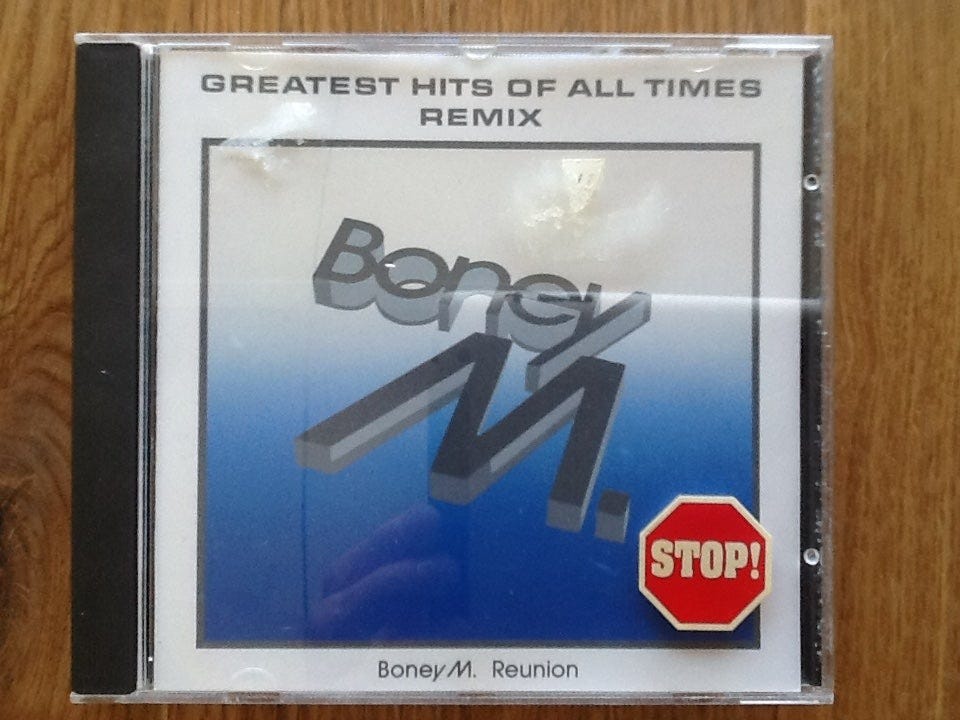 GREATEST HITS OF ALL TIMES
REMIX
Boney
M.
STOP!
Boney M. Reunion